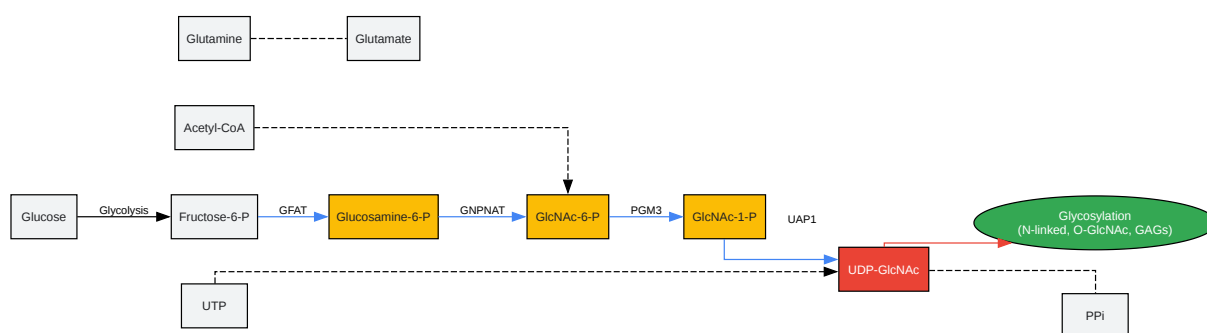 Glutamine
Glutamate
Acetyl-CoA
Glucose
Glycolysis
Fructose-6-P
GFAT
Glucosamine-6-P
GNPNAT
GlcNAc-6-P
PGM3
GlcNAc-1-P
UAP1
Glycosylation
(N-linked, O-GlcNAc, GAGs)
UDP-GlcNAc
UTP
PPi